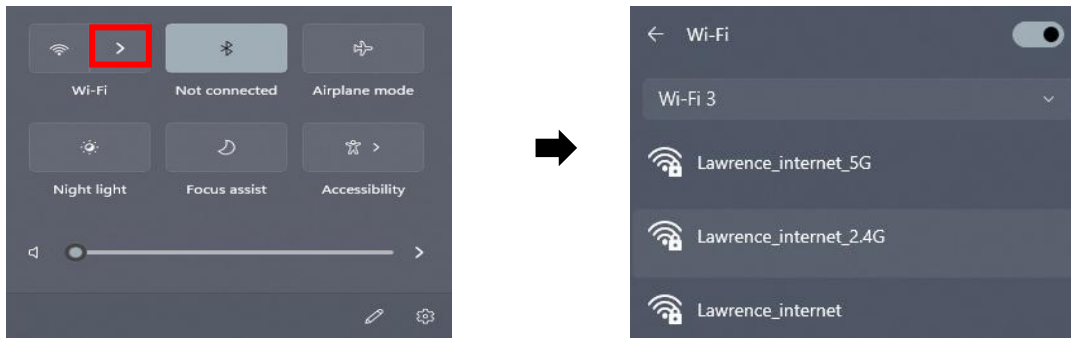 Wi-Fi
Not connected
Airplane mode
Night light
Focus assist
Accessibility
Wi-Fi
Wi-Fi 3
Lawrence_internet_5G
Lawrence_internet_2.4G
Lawrence_internet